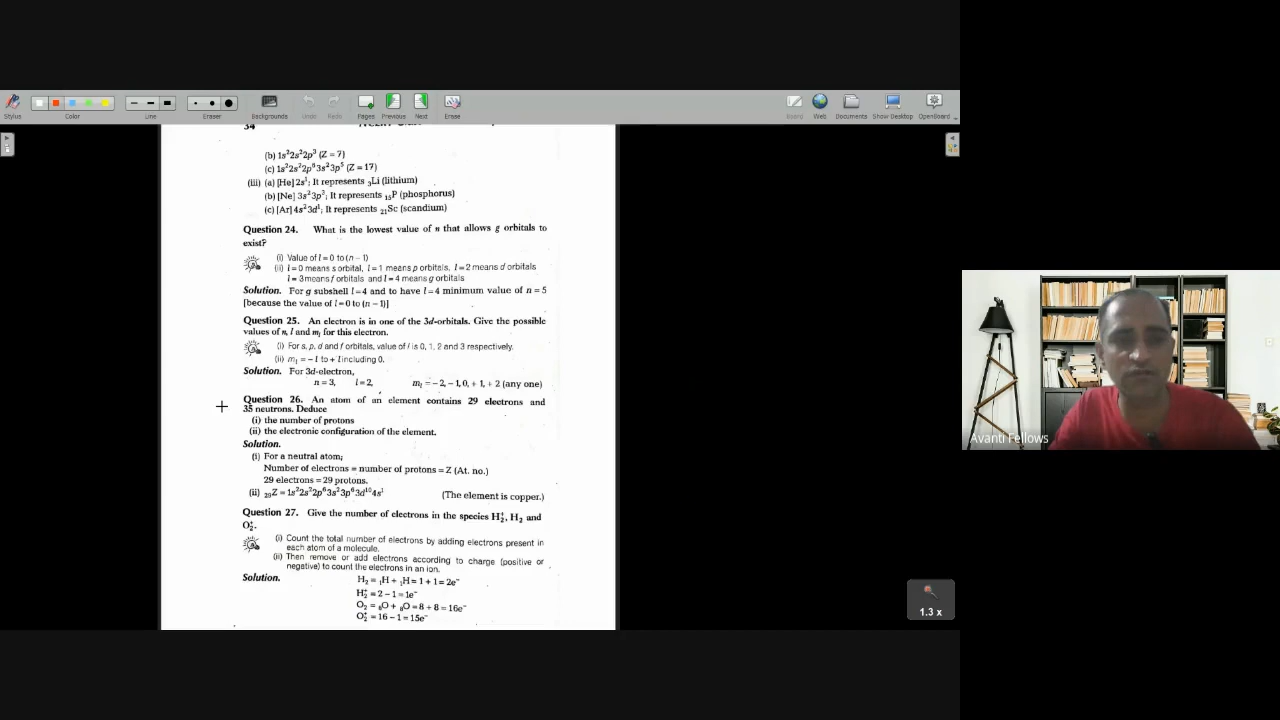 Stylus
Color
Line
Eraser
Backgrounds
Undo
Redo
Pages
Previous
Next
Erase
Board
Web
Documents
Show Desktop
OpenBoard
34
(b) 1s²2s²2p³ (Z = 7)
(c) 1s²2s²2p⁶3s²3p⁵ (Z = 17)
(iii) (a) [He] 2s¹; It represents ₃Li (lithium)
(b) [Ne] 3s²3p³; It represents ₁₅P (phosphorus)
(c) [Ar] 4s²3d¹; It represents ₂₁Sc (scandium)
Question 24. What is the lowest value of n that allows g orbitals to
exist?
(i) Value of l = 0 to (n − 1)
(ii) l = 0 means s orbital, l = 1 means p orbitals, l = 2 means d orbitals
l = 3 means f orbitals and l = 4 means g orbitals
Solution. For g subshell l = 4 and to have l = 4 minimum value of n = 5
[because the value of l = 0 to (n − 1)]
Question 25. An electron is in one of the 3d-orbitals. Give the possible
values of n, l and mₗ for this electron.
(i) For s, p, d and f orbitals, value of l is 0, 1, 2 and 3 respectively.
(ii) mₗ = − l to + l including 0.
Solution. For 3d-electron,
n = 3, l = 2, mₗ = − 2, − 1, 0, + 1, + 2 (any one)
Question 26. An atom of an element contains 29 electrons and
35 neutrons. Deduce
(i) the number of protons
(ii) the electronic configuration of the element.
Solution.
(i) For a neutral atom;
Number of electrons = number of protons = Z (At. no.)
29 electrons = 29 protons.
(ii) ₂₉Z = 1s²2s²2p⁶3s²3p⁶3d¹⁰4s¹ (The element is copper.)
Question 27. Give the number of electrons in the species H₂⁺, H₂ and
O₂⁺.
(i) Count the total number of electrons by adding electrons present in
each atom of a molecule.
(ii) Then remove or add electrons according to charge (positive or
negative) to count the electrons in an ion.
Solution. H₂ = ₁H + ₁H = 1 + 1 = 2e⁻
H₂⁺ = 2 − 1 = 1e⁻
O₂ = ₈O + ₈O = 8 + 8 = 16e⁻
O₂⁺ = 16 − 1 = 15e⁻
Avanti Fellows
1.3 x